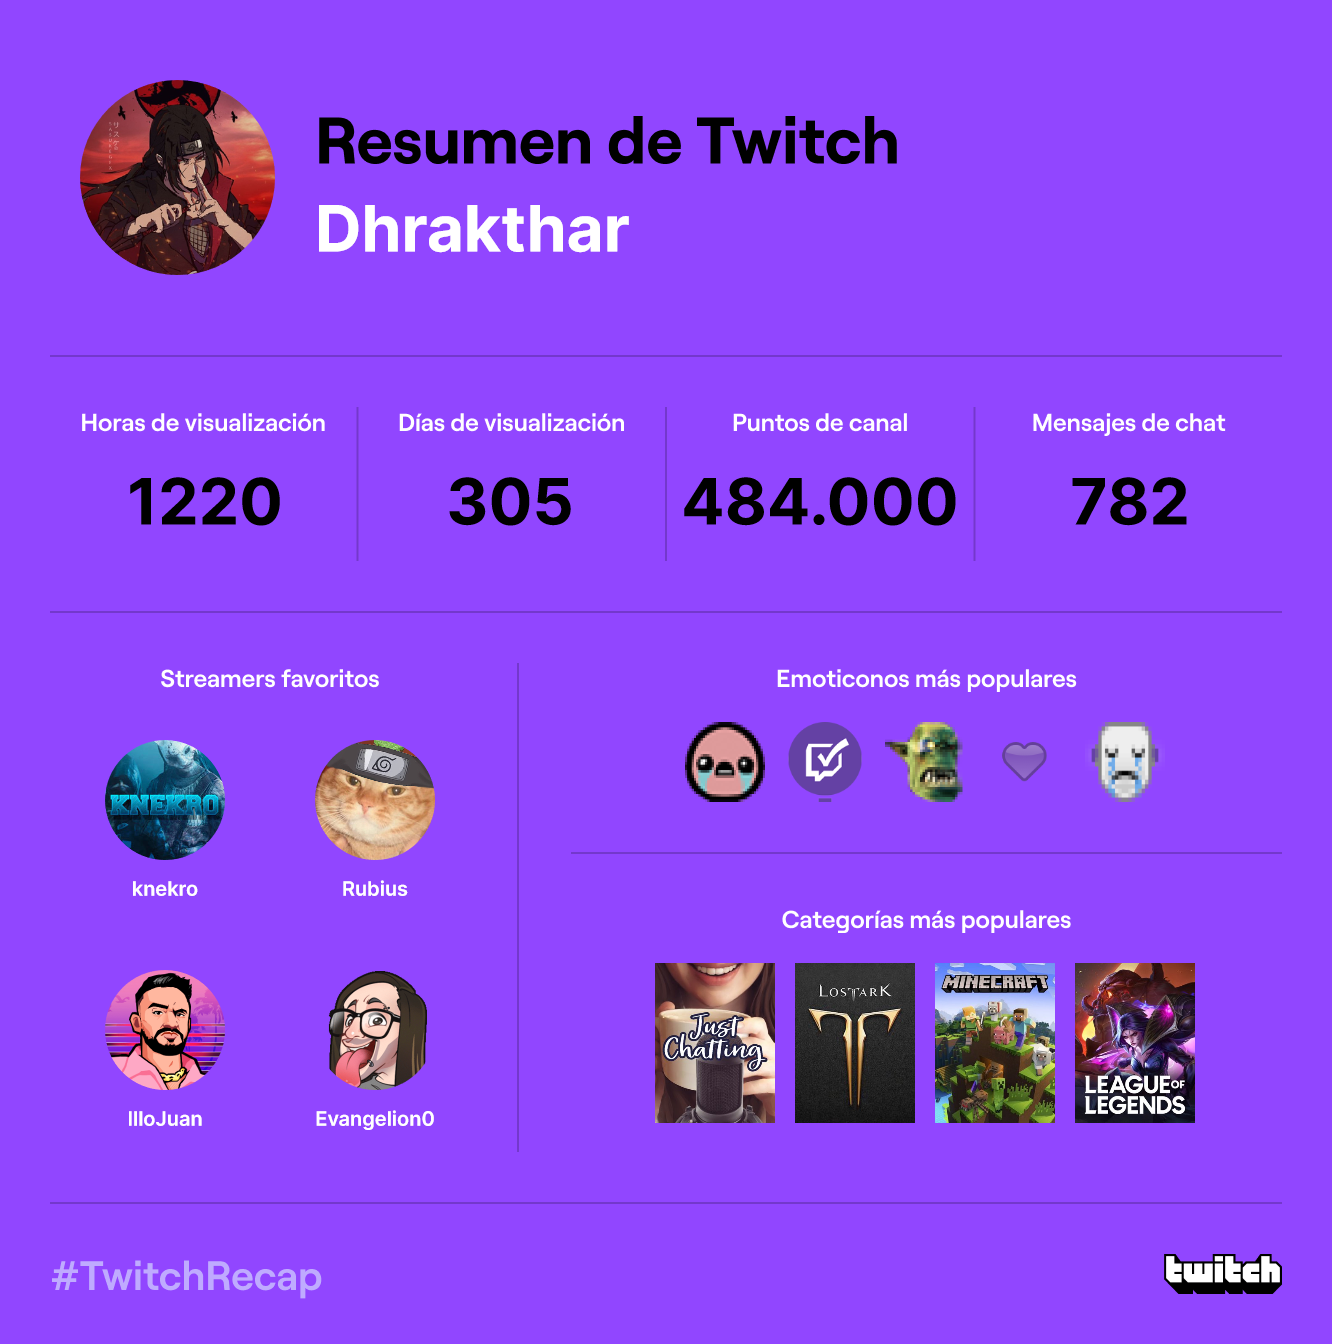 Resumen de Twitch
Dhrakthar
Horas de visualización
1220
Días de visualización
305
Puntos de canal
484.000
Mensajes de chat
782
Streamers favoritos
KNEKRO
knekro
Rubius
IlloJuan
Evangelion0
Emoticonos más populares
Categorías más populares
Just
Chatting
LOSTARK
MINECRAFT
LEAGUE OF
LEGENDS
#TwitchRecap
twitch